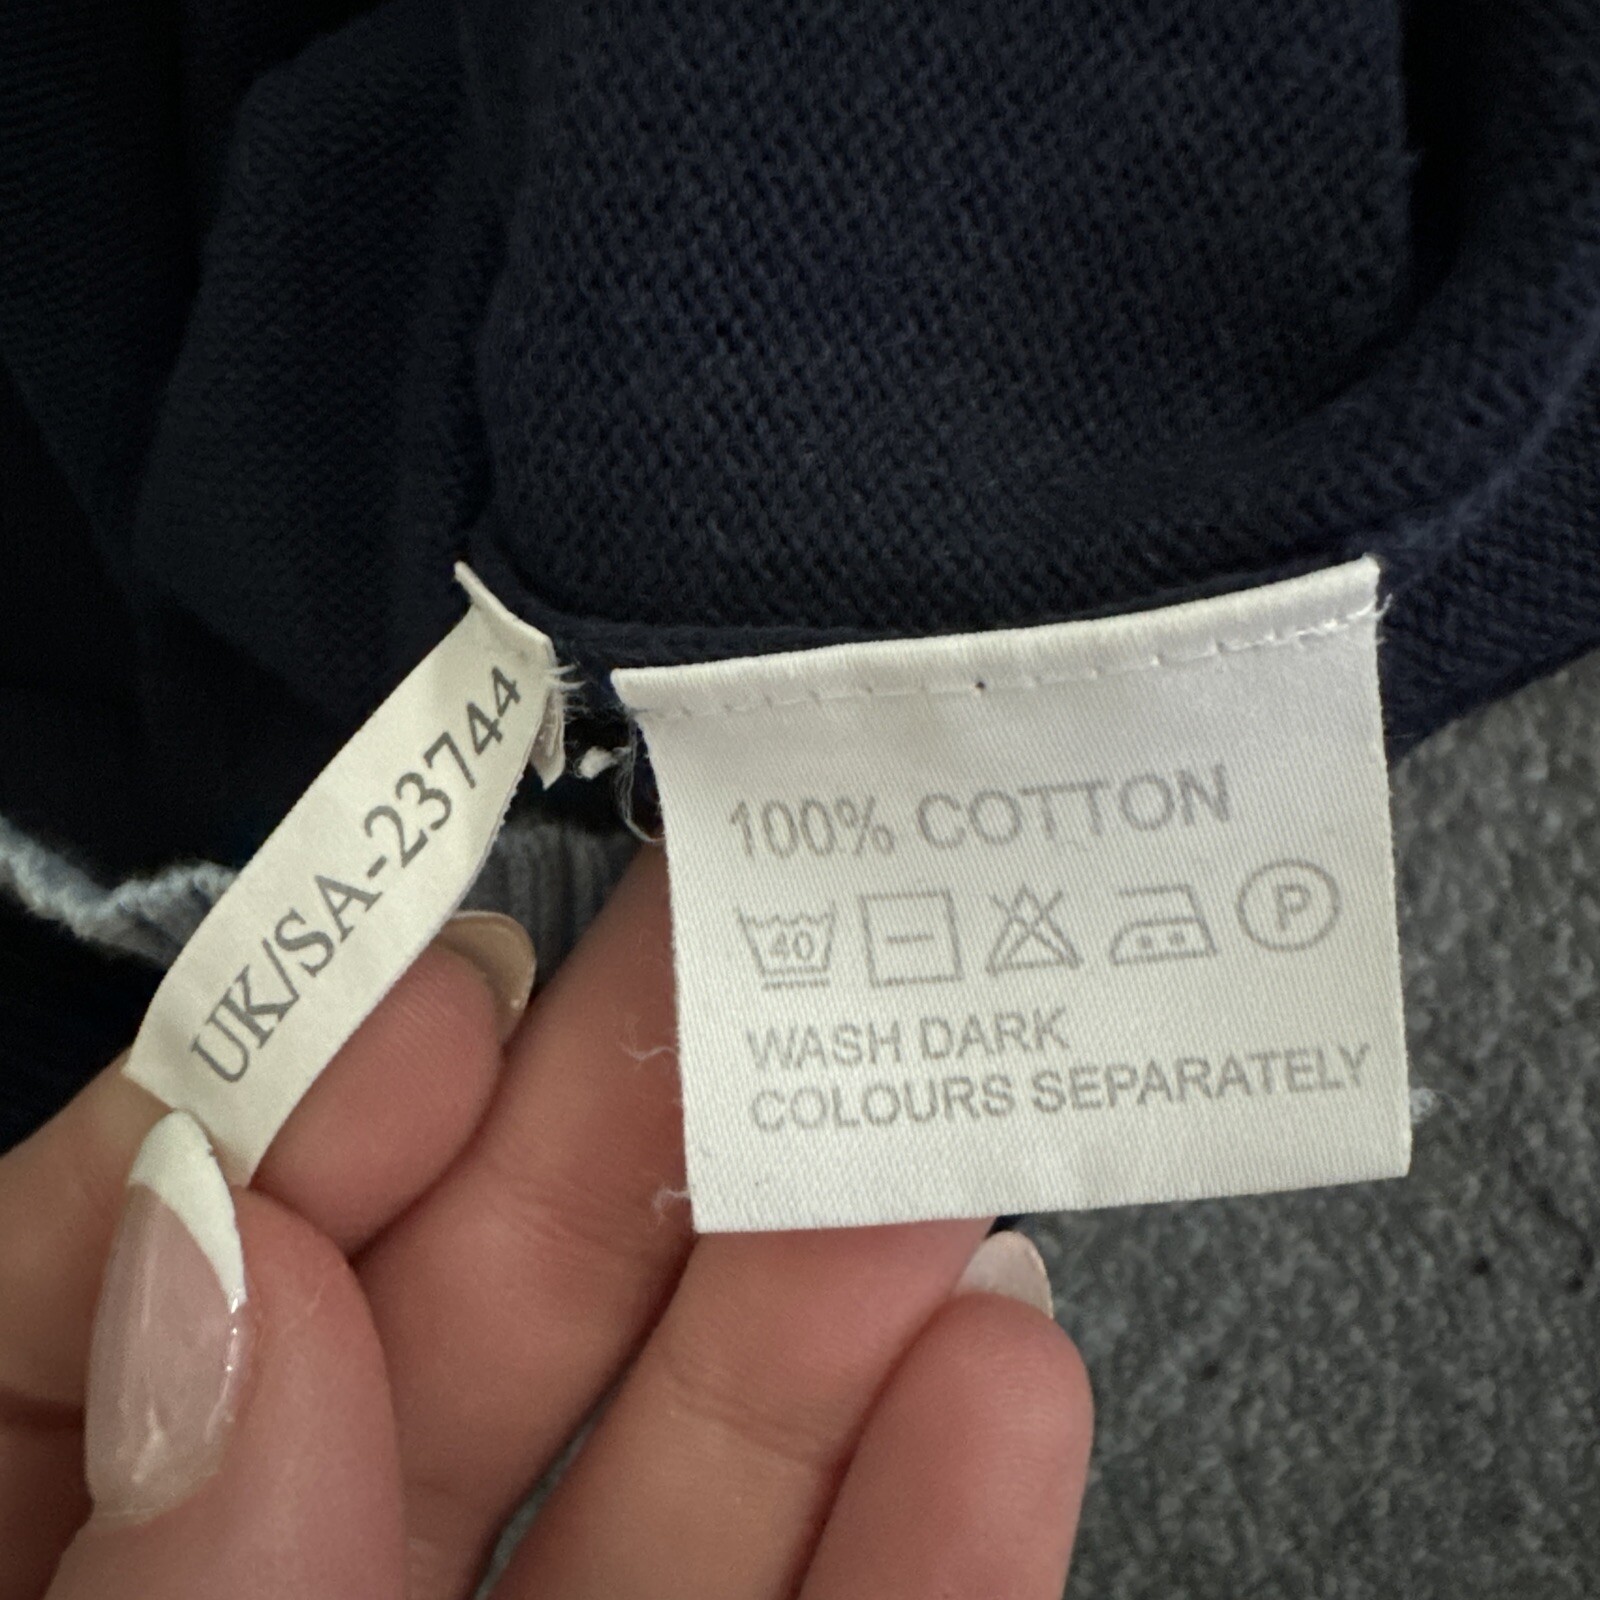 UK/SA-23744
100% COTTON
40
P
WASH DARK
COLOURS SEPARATELY